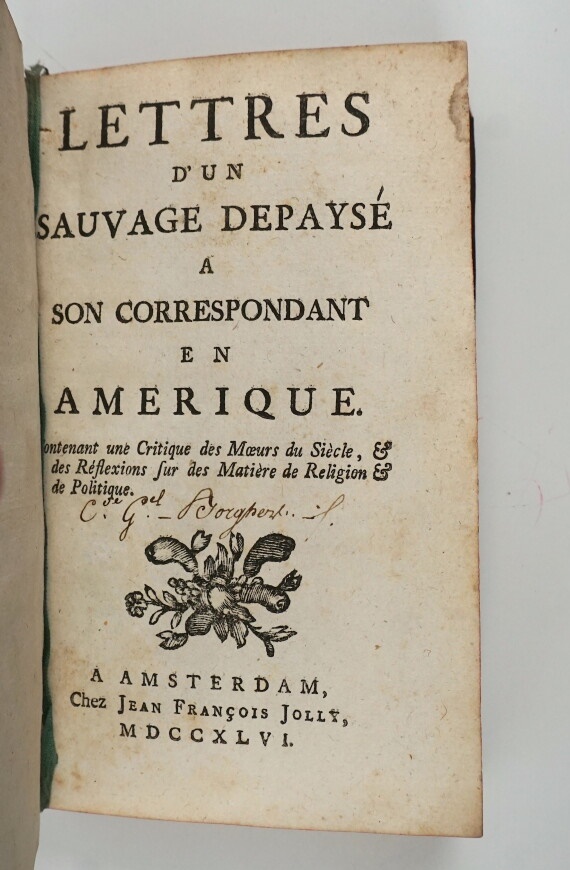 LETTRES
D'UN
SAUVAGE DEPAYSÉ
A
SON CORRESPONDANT
EN
AMERIQUE.
ontenant une Critique des Mœurs du Siècle, &
des Réflexions sur des Matière de Religion &
de Politique.
A AMSTERDAM,
Chez JEAN FRANÇOIS JOLLY,
MDCCXLVI.